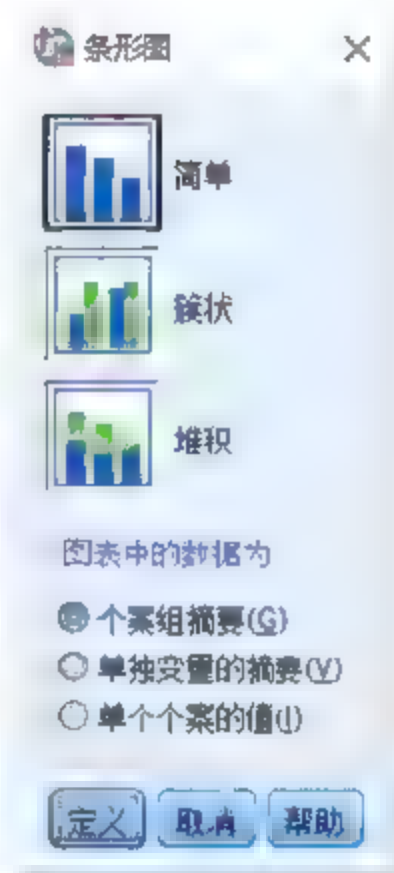 条形图
简单
簇状
堆积
图表中的数据为
个案组摘要(G)
单独变量的摘要(V)
单个个案的值(I)
定义 取消 帮助